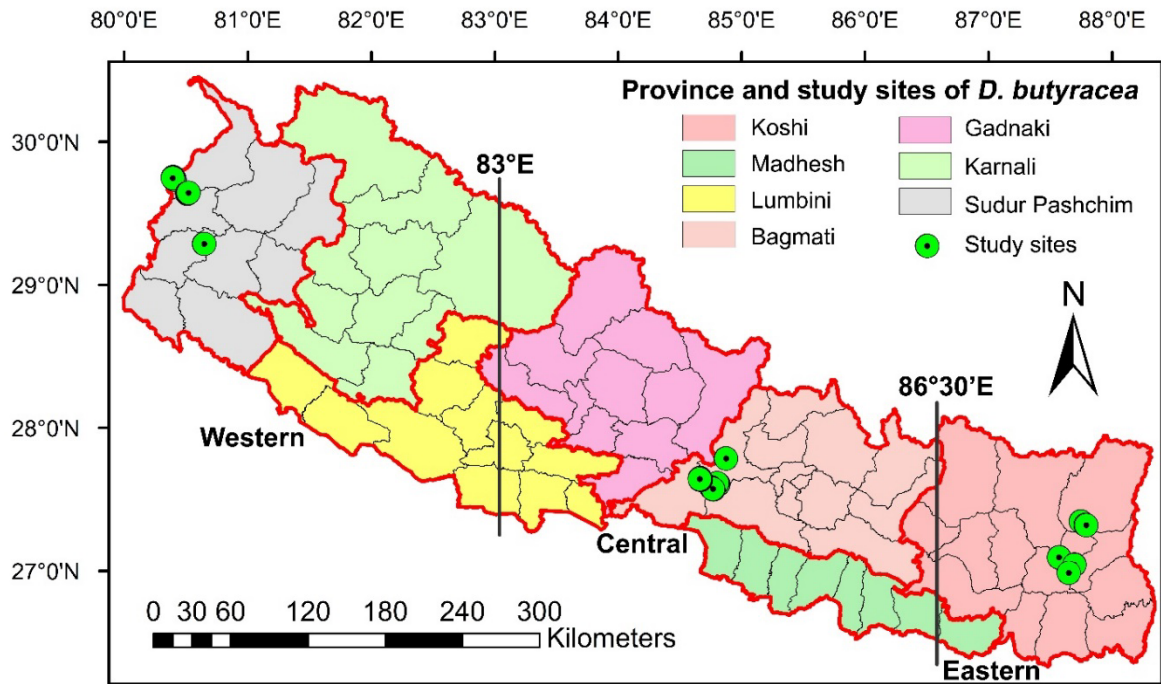 80°0'E 81°0'E 82°0'E 83°0'E 84°0'E 85°0'E 86°0'E 87°0'E 88°0'E
Province and study sites of D. butyracea
Koshi
Madhesh
Lumbini
Bagmati
Gadnaki
Karnali
Sudur Pashchim
Study sites
30°0'N
29°0'N
28°0'N
27°0'N
83°E
86°30'E
N
Western
Central
Eastern
0 30 60 120 180 240 300
Kilometers